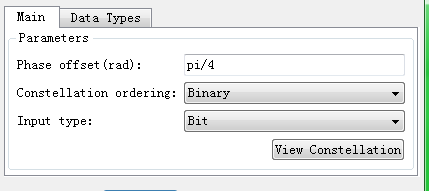 Main Data Types
Parameters
Phase offset(rad): pi/4
Constellation ordering: Binary
Input type: Bit
View Constellation